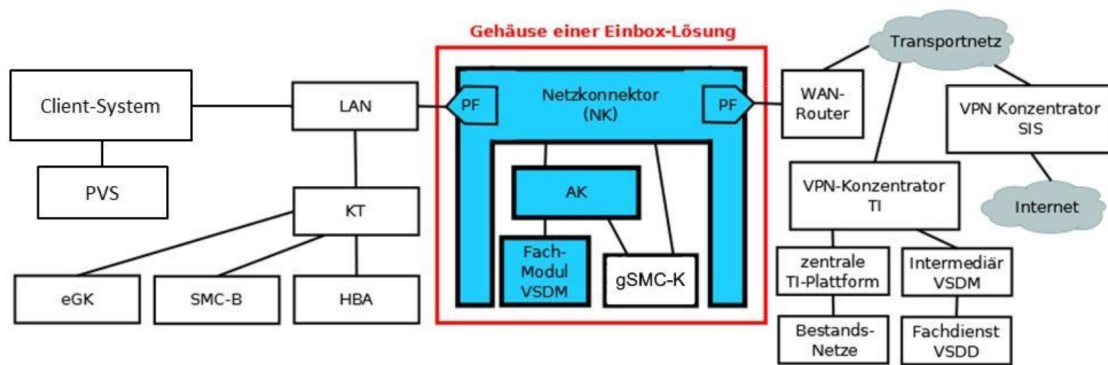 Gehäuse einer Einbox-Lösung
Transportnetz
Client-System
LAN
PF
Netzkonnektor
(NK)
PF
WAN-
Router
VPN Konzentrator
SIS
PVS
KT
AK
VPN-Konzentrator
TI
Internet
Fach-
Modul
VSDM
gSMC-K
eGK
SMC-B
HBA
zentrale
TI-Plattform
Intermediär
VSDM
Bestands-
Netze
Fachdienst
VSDD